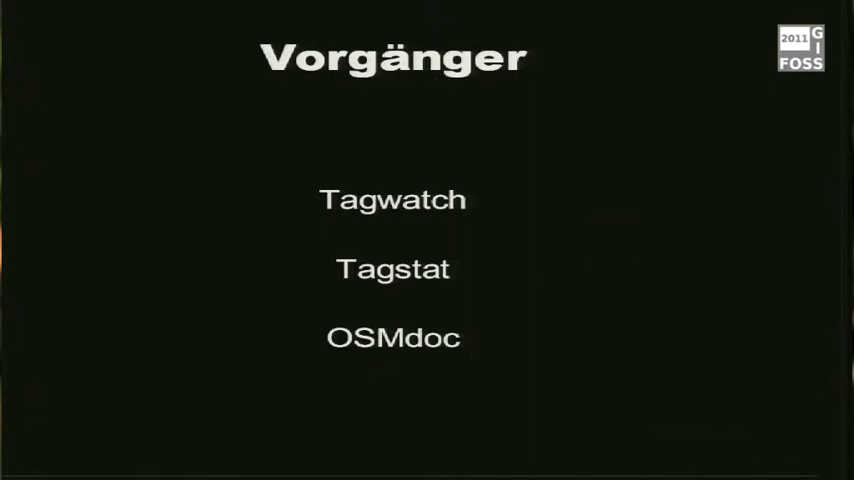 Vorgänger
2011
G
I
FOSS
Tagwatch
Tagstat
OSMdoc